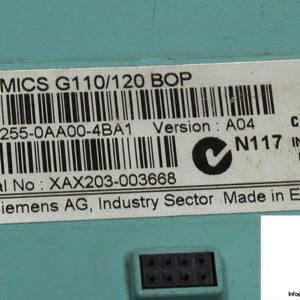 MICS G110/120 BOP
255-0AA00-4BA1 Version : A04
N117
al No : XAX203-003668
iemens AG, Industry Sector Made in E